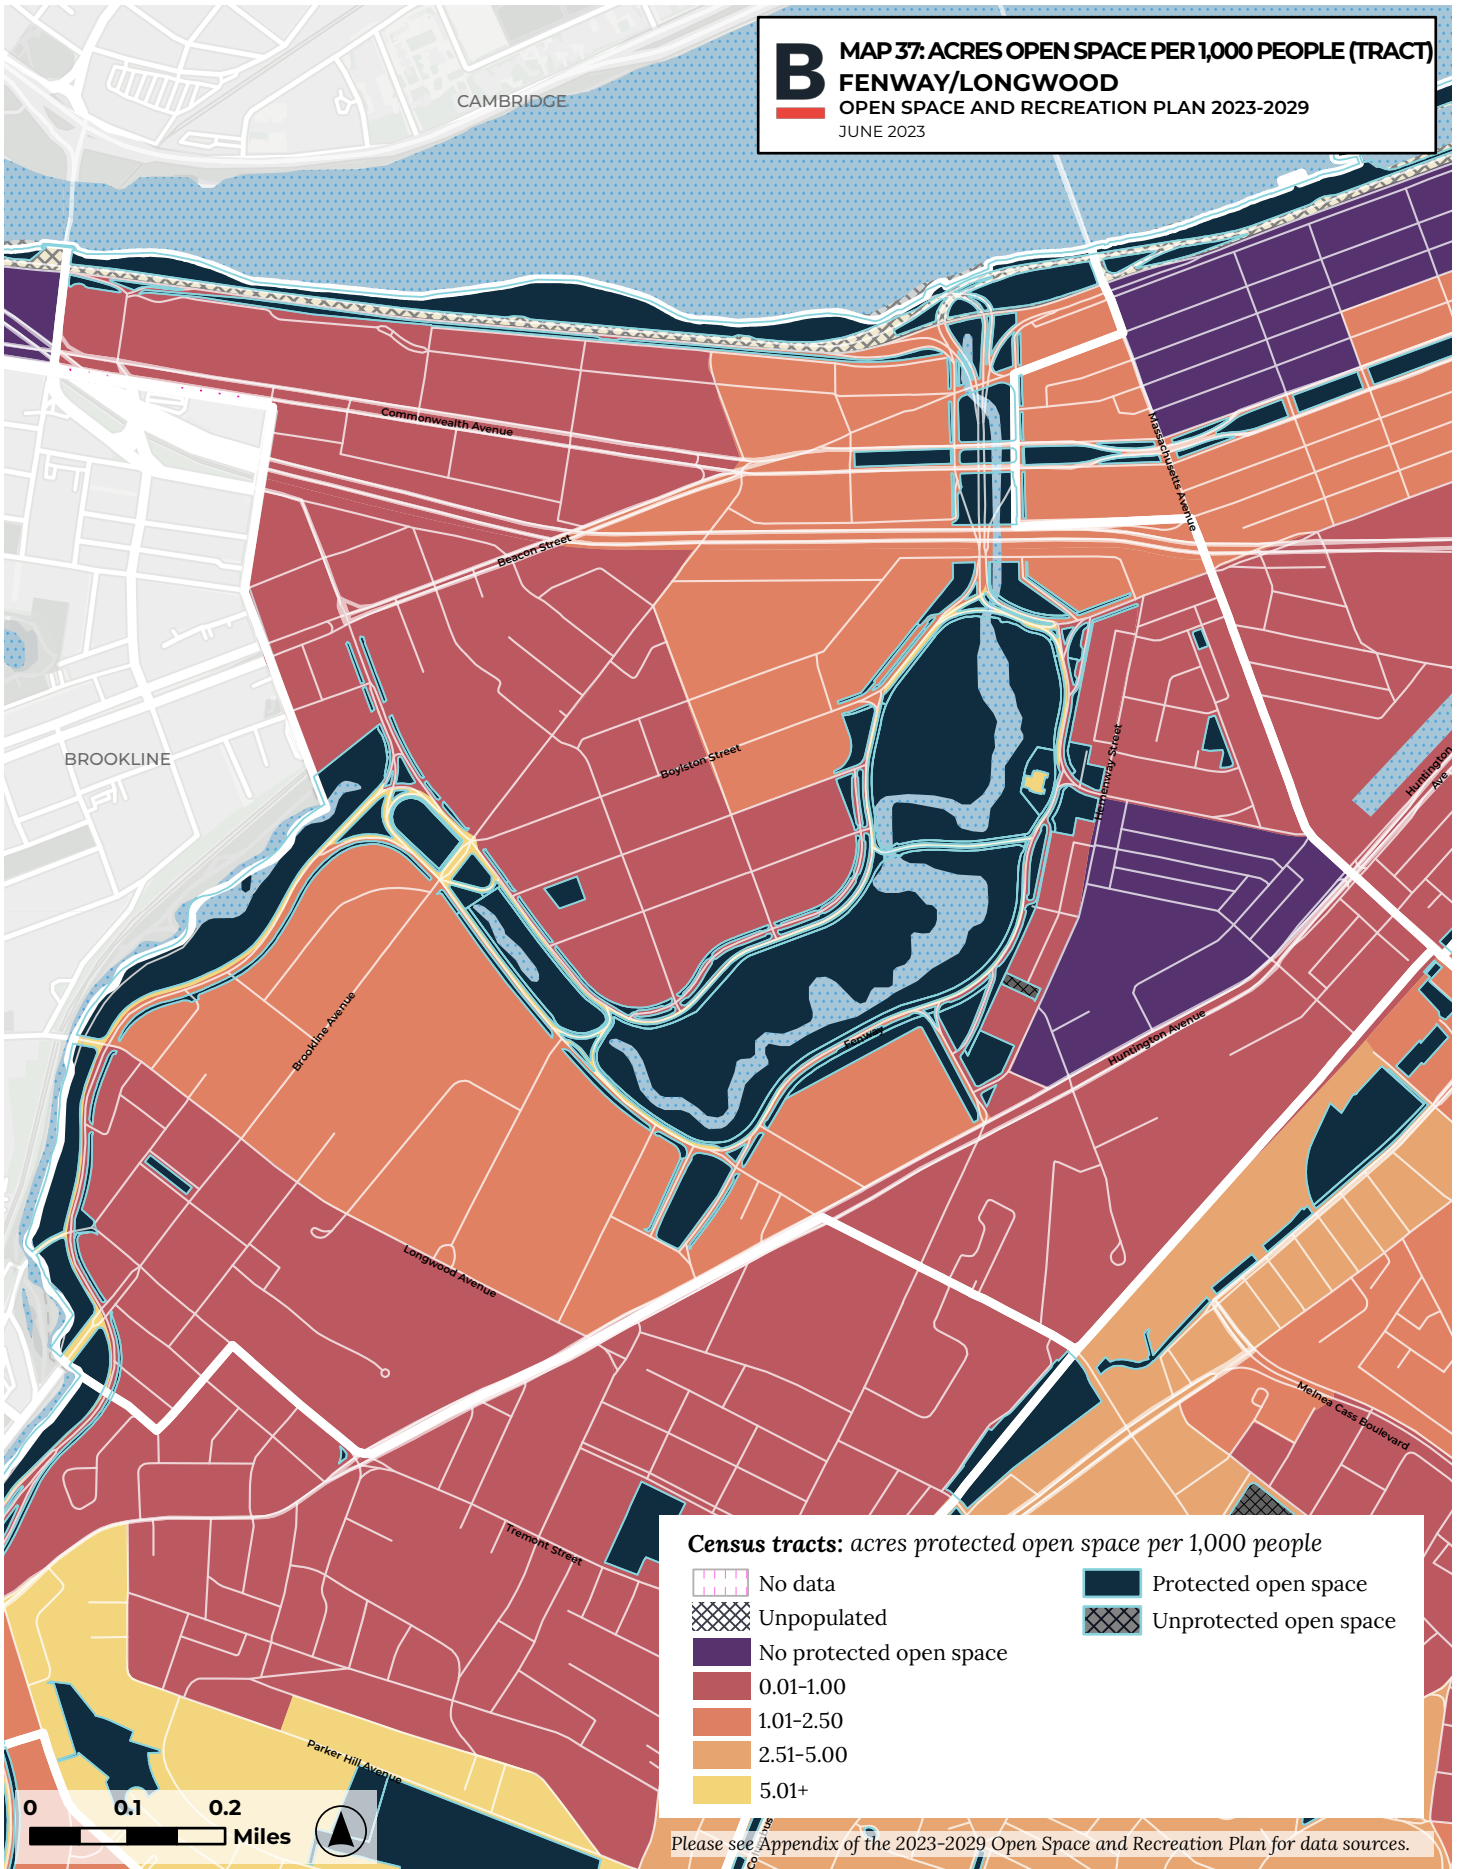 B
MAP 37: ACRES OPEN SPACE PER 1,000 PEOPLE (TRACT)
FENWAY/LONGWOOD
OPEN SPACE AND RECREATION PLAN 2023-2029
JUNE 2023
CAMBRIDGE
Commonwealth Avenue
Massachusetts Avenue
Beacon Street
BROOKLINE
Boylston Street
Hemenway Street
Huntington
Ave
Brookline Avenue
Fenway
Huntington Avenue
Longwood Avenue
Melnea Cass Boulevard
Tremont Street
Parker Hill Avenue
Census tracts: acres protected open space per 1,000 people
No data
Unpopulated
No protected open space
0.01-1.00
1.01-2.50
2.51-5.00
5.01+
Protected open space
Unprotected open space
0 0.1 0.2
Miles
Please see Appendix of the 2023-2029 Open Space and Recreation Plan for data sources.